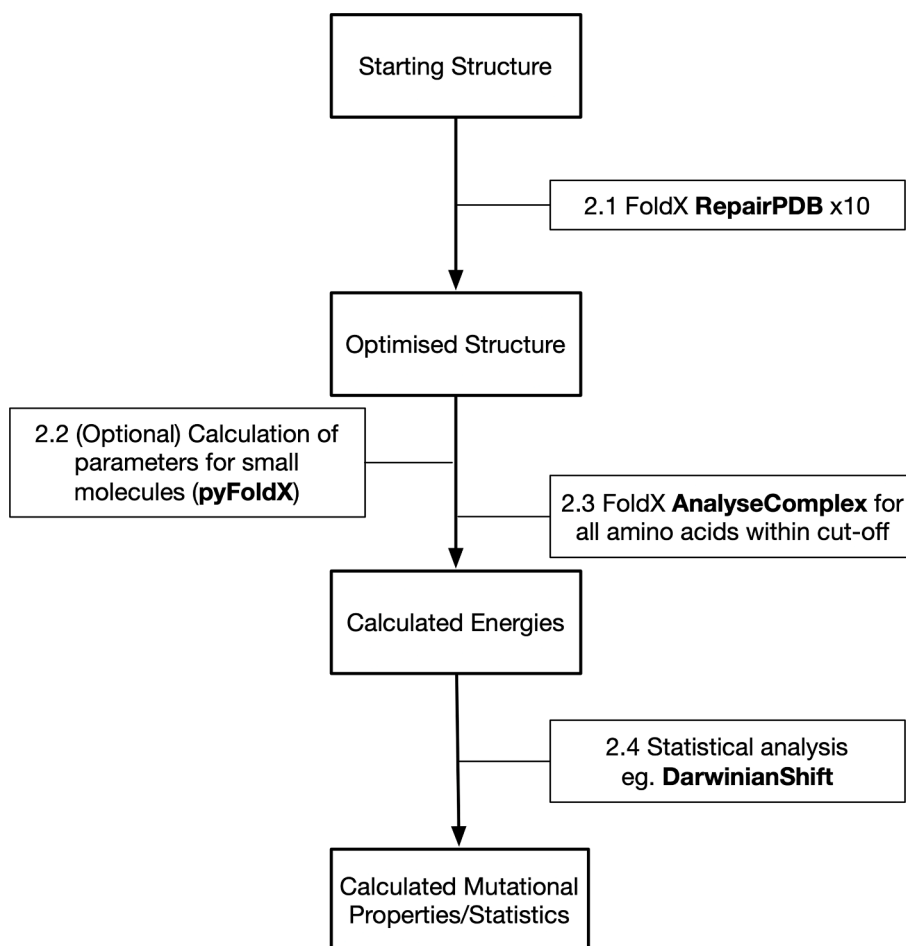 Starting Structure
2.1 FoldX RepairPDB x10
Optimised Structure
2.2 (Optional) Calculation of
parameters for small
molecules (pyFoldX)
2.3 FoldX AnalyseComplex for
all amino acids within cut-off
Calculated Energies
2.4 Statistical analysis
eg. DarwinianShift
Calculated Mutational
Properties/Statistics